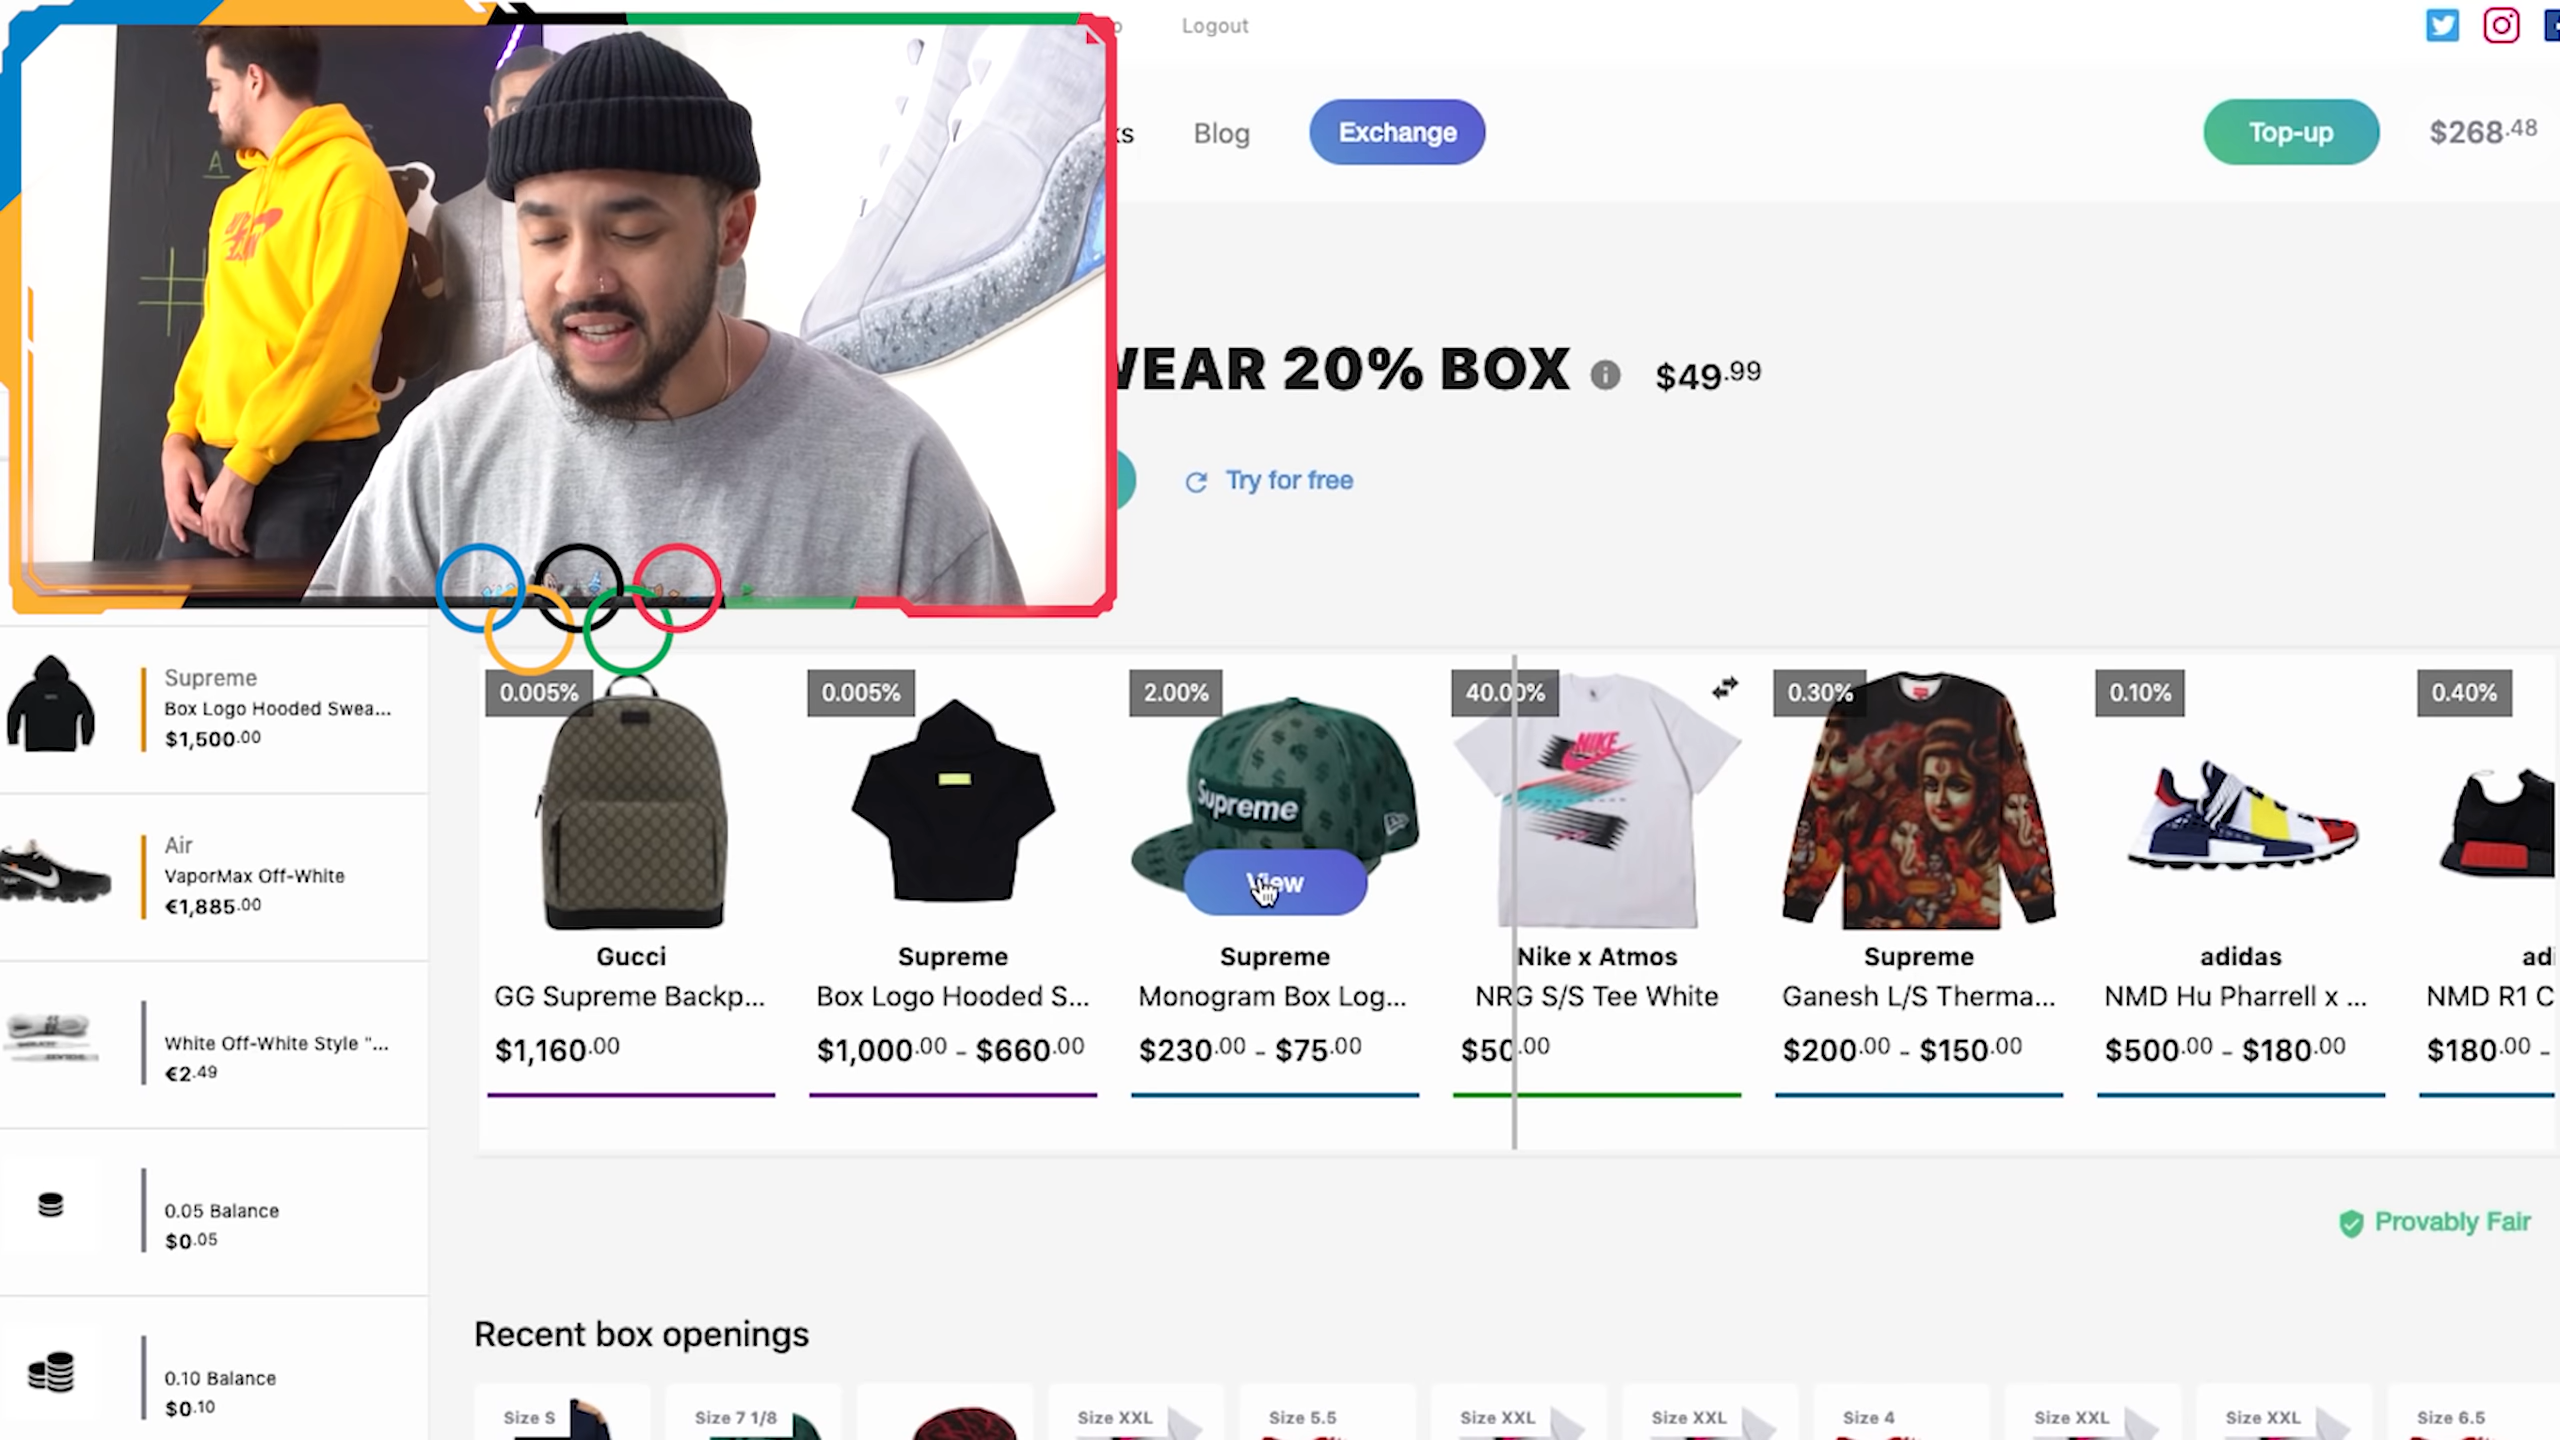 Logout
ks
Blog
Exchange
Top-up
$268.48
WEAR 20% BOX
$49.99
Try for free
Supreme
Box Logo Hooded Swea...
$1,500.00
Air
VaporMax Off-White
€1,885.00
White Off-White Style "...
€2.49
0.05 Balance
$0.05
0.10 Balance
$0.10
0.005%
Gucci
GG Supreme Backp...
$1,160.00
0.005%
Supreme
Box Logo Hooded S...
$1,000.00 - $660.00
2.00%
Supreme
View
Supreme
Monogram Box Log...
$230.00 - $75.00
40.00%
NIKE
Nike x Atmos
NRG S/S Tee White
$50.00
0.30%
Supreme
Ganesh L/S Therma...
$200.00 - $150.00
0.10%
adidas
NMD Hu Pharrell x ...
$500.00 - $180.00
0.40%
adi
NMD R1 C
$180.00 -
Provably Fair
Recent box openings
Size S
Size 7 1/8
Size XXL
Size 5.5
Size XXL
Size XXL
Size 4
Size XXL
Size XXL
Size 6.5